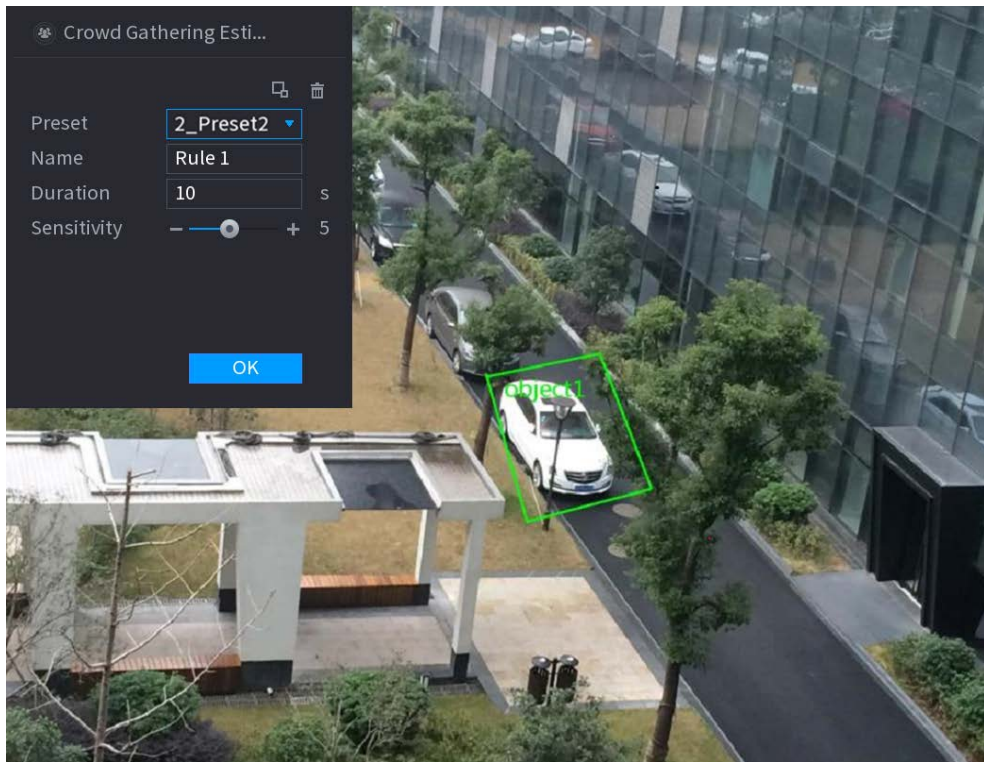 Crowd Gathering Esti...
Preset 2_Preset2
Name Rule 1
Duration 10 s
Sensitivity − + 5
OK
object1